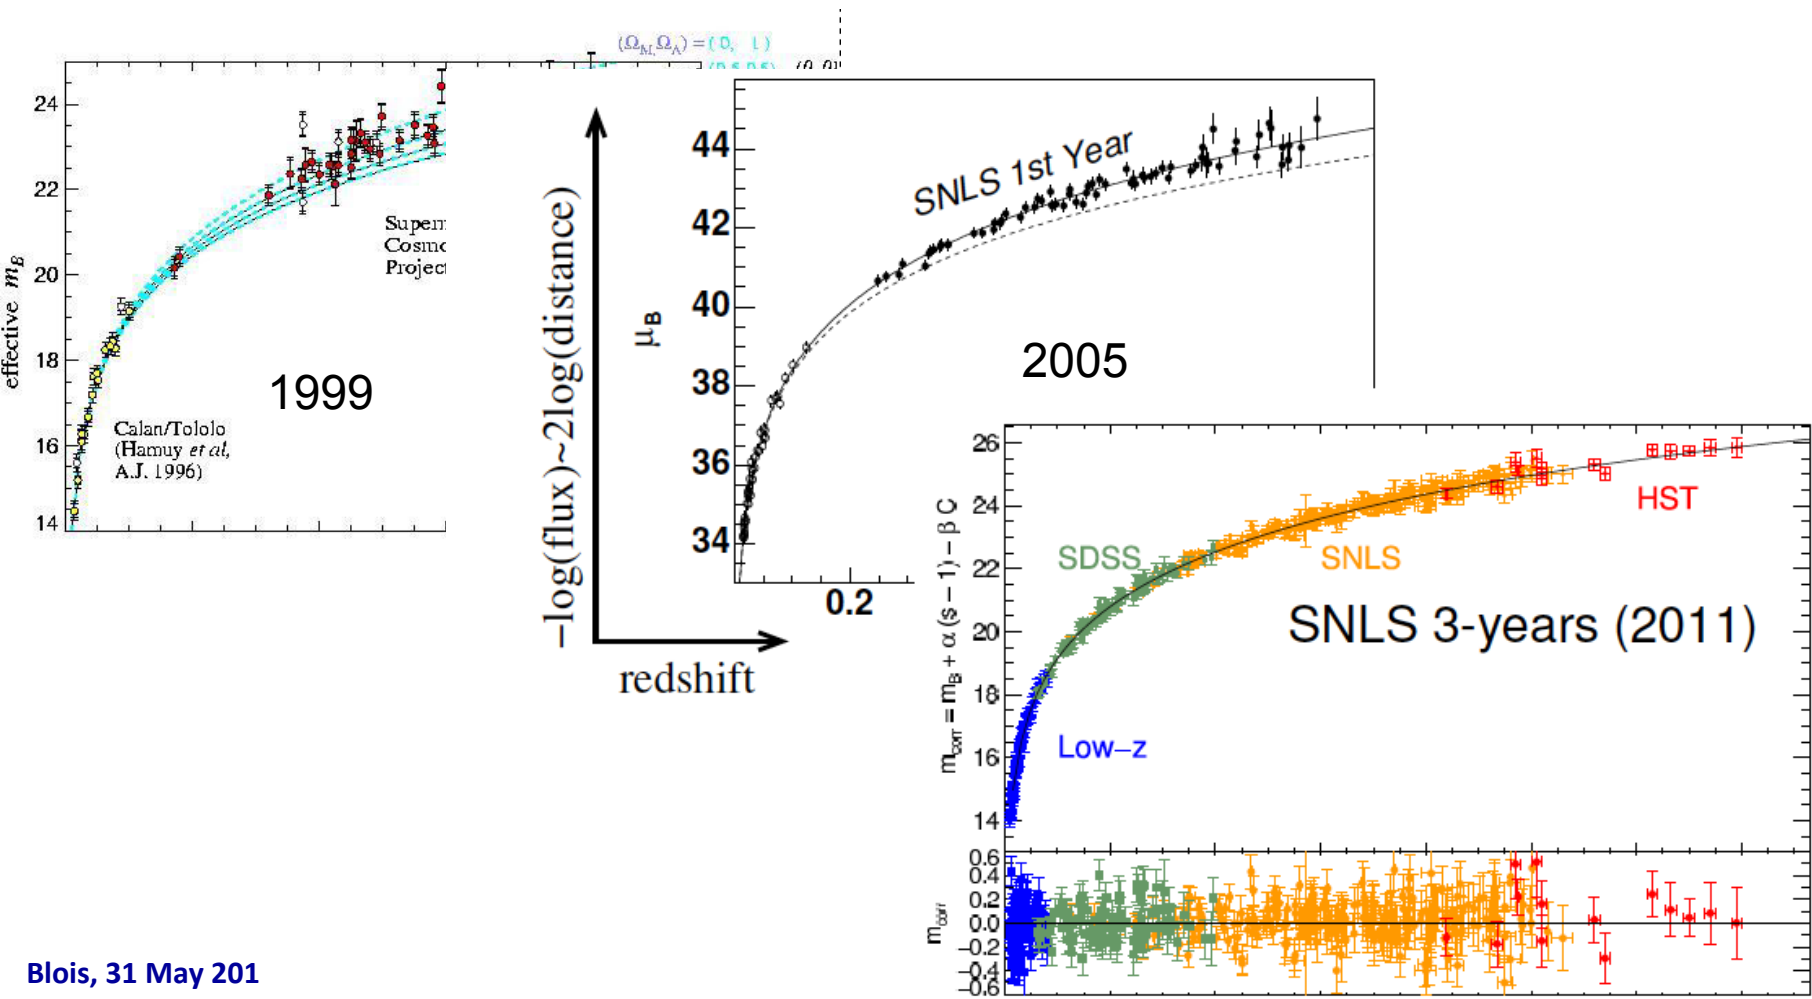 (Ω_M, Ω_Λ) = ( 0, 1 )
24
22
20
18
16
14
effective m_B
Calan/Tololo
(Hamuy et al,
A.J. 1996)
1999
−log(flux)~2log(distance)
redshift
44
42
40
38
36
34
μ_B
SNLS 1st Year
2005
0.2
26
24
22
20
18
16
14
m_corr = m_B + α (s − 1) − β C
SDSS
SNLS
HST
Low−z
SNLS 3-years (2011)
0.6
0.4
0.2
0.0
−0.2
−0.4
−0.6
m_corr
Blois, 31 May 201